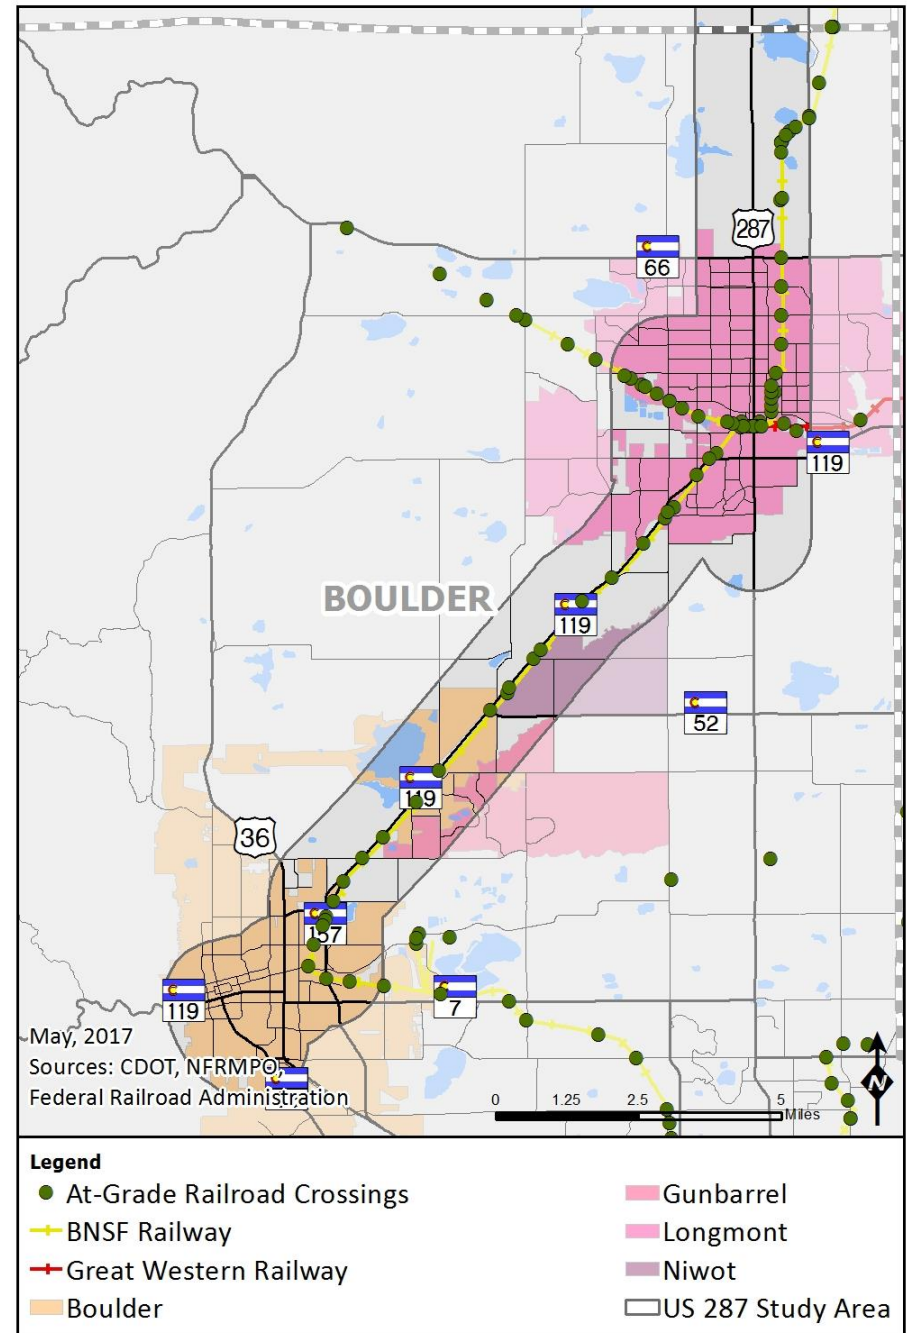 287
66
119
BOULDER
119
52
119
36
157
119
7
May, 2017
Sources: CDOT, NFRMPO,
Federal Railroad Administration
N
0 1.25 2.5 5
Miles
Legend
At-Grade Railroad Crossings
BNSF Railway
Great Western Railway
Boulder
Gunbarrel
Longmont
Niwot
US 287 Study Area